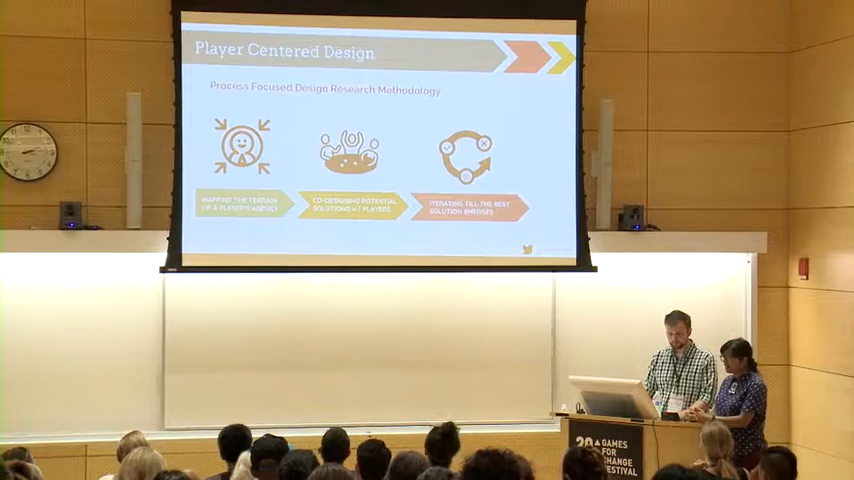 Player Centered Design
Process Focused Design Research Methodology
MAPPING THE TERRAIN
OF A PLAYER'S AGENCY
CO-DESIGNING POTENTIAL
SOLUTIONS W/ PLAYERS
ITERATING TILL THE BEST
SOLUTION EMERGES
GAMES
FOR
CHANGE
FESTIVAL